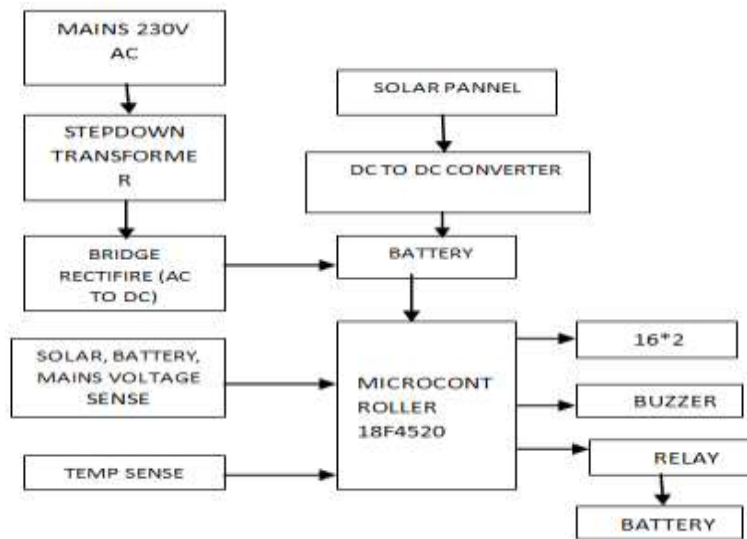 MAINS 230V
AC
SOLAR PANNEL
STEPDOWN
TRANSFORME
R
DC TO DC CONVERTER
BRIDGE
RECTIFIRE (AC
TO DC)
BATTERY
SOLAR, BATTERY,
MAINS VOLTAGE
SENSE
MICROCONT
ROLLER
18F4520
16*2
BUZZER
RELAY
TEMP SENSE
BATTERY